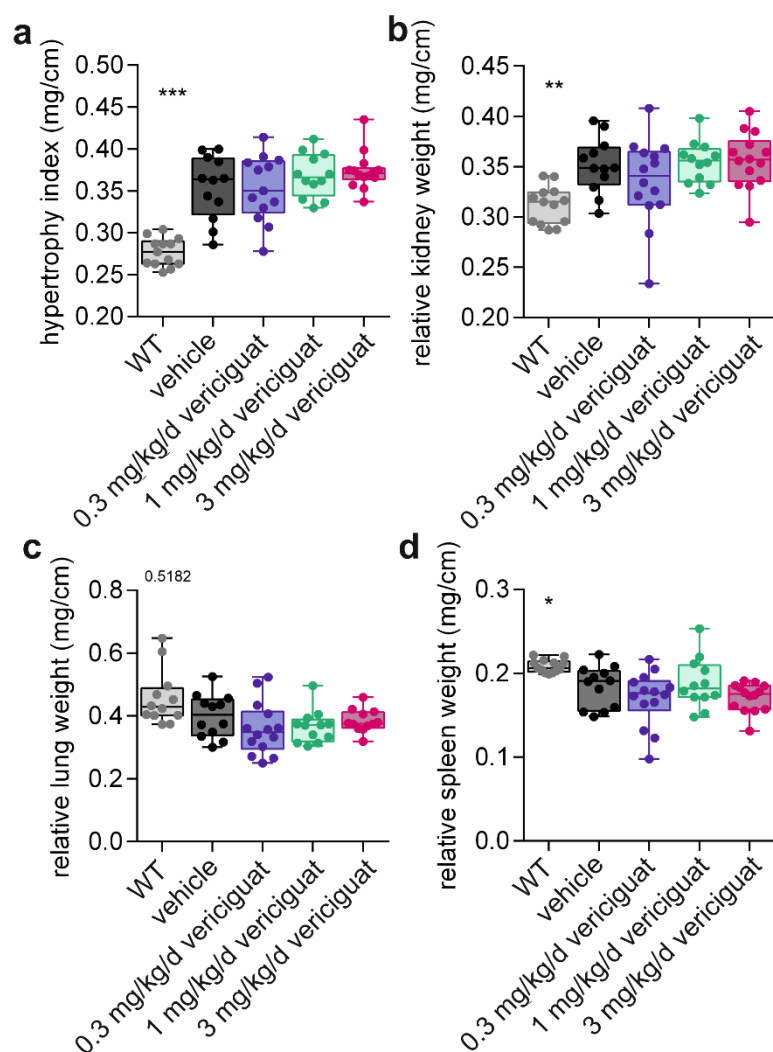 a
hypertrophy index (mg/cm)
0.50
0.45
0.40
0.35
0.30
0.25
0.20
***
WT
vehicle
0.3 mg/kg/d vericiguat
1 mg/kg/d vericiguat
3 mg/kg/d vericiguat
b
relative kidney weight (mg/cm)
0.45
0.40
0.35
0.30
0.25
0.20
**
WT
vehicle
0.3 mg/kg/d vericiguat
1 mg/kg/d vericiguat
3 mg/kg/d vericiguat
c
relative lung weight (mg/cm)
0.8
0.6
0.4
0.2
0.0
0.5182
WT
vehicle
0.3 mg/kg/d vericiguat
1 mg/kg/d vericiguat
3 mg/kg/d vericiguat
d
relative spleen weight (mg/cm)
0.3
0.2
0.1
0.0
*
WT
vehicle
0.3 mg/kg/d vericiguat
1 mg/kg/d vericiguat
3 mg/kg/d vericiguat